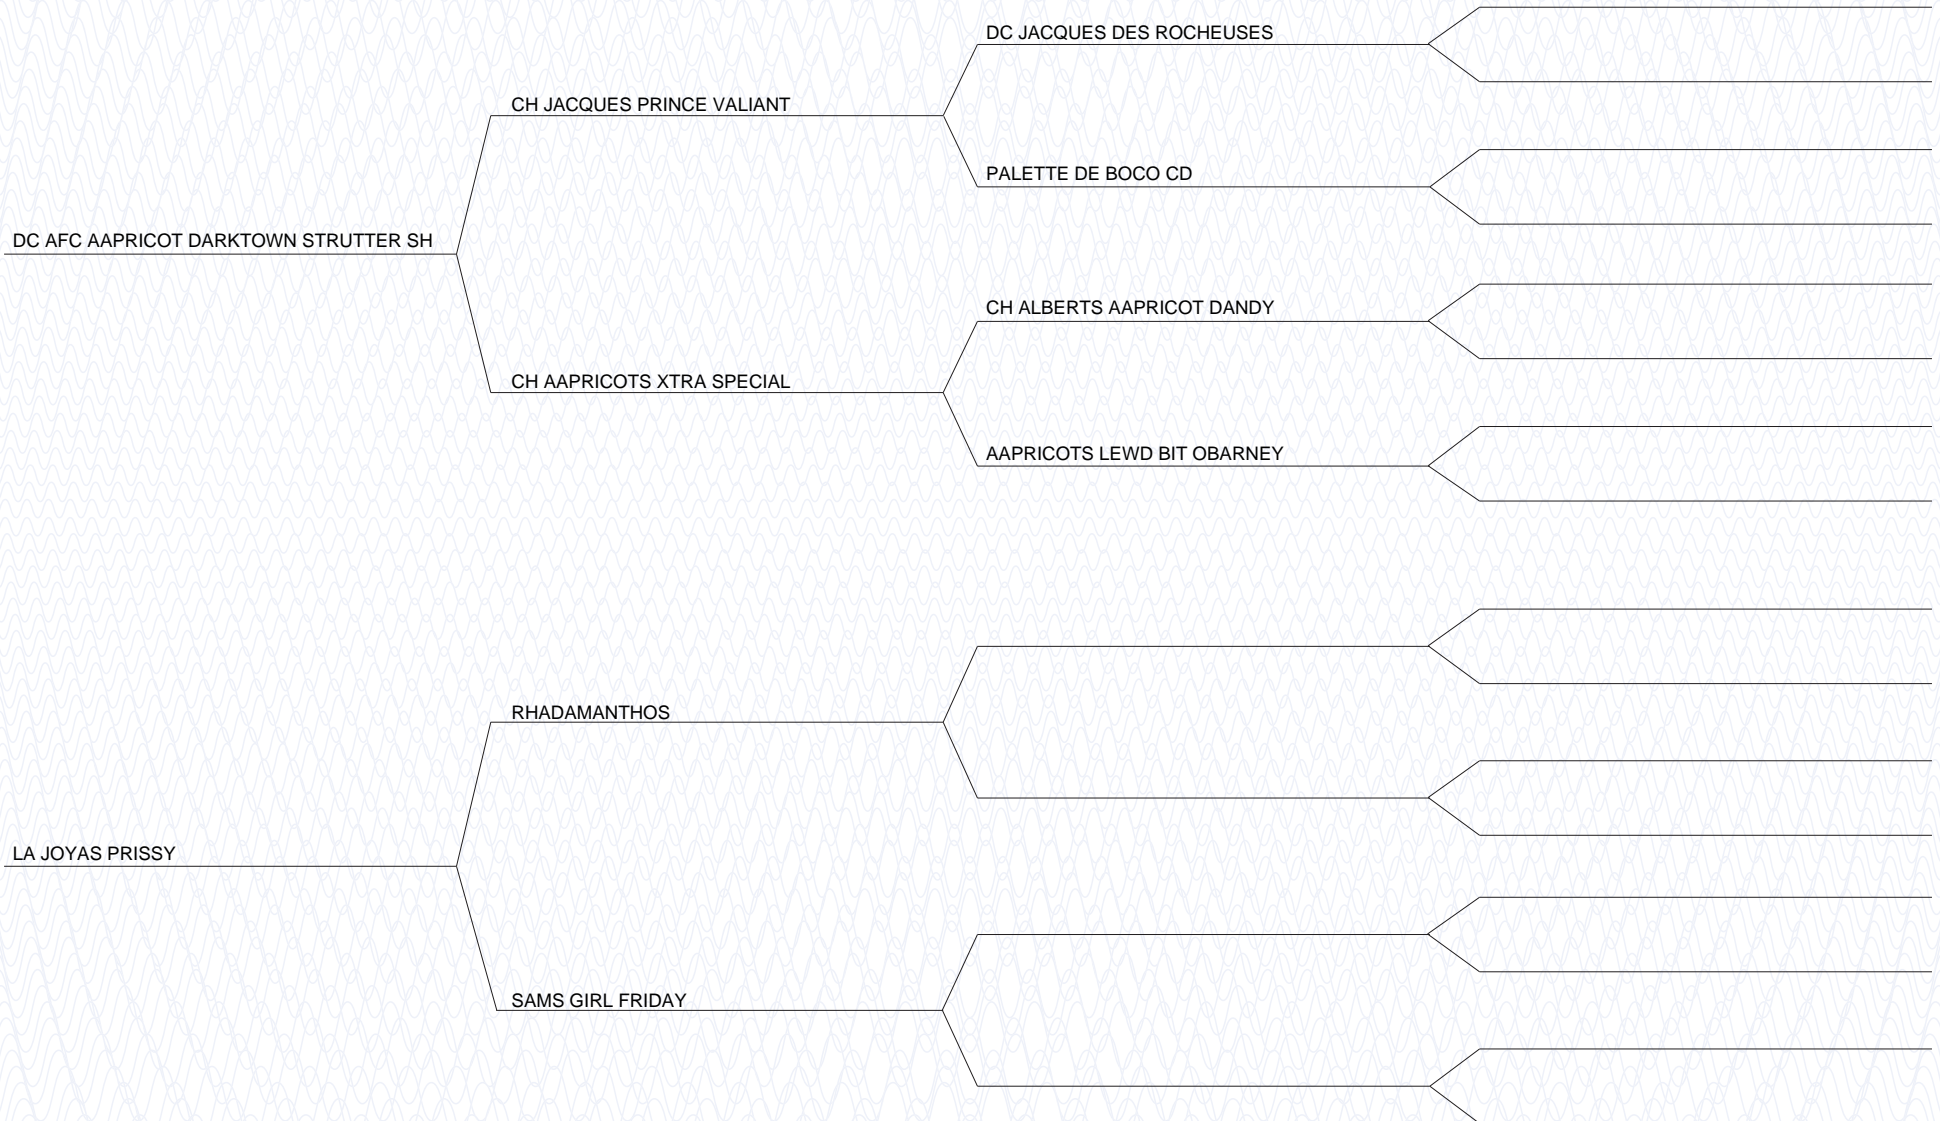 DC JACQUES DES ROCHEUSES
CH JACQUES PRINCE VALIANT
PALETTE DE BOCO CD
DC AFC AAPRICOT DARKTOWN STRUTTER SH
CH ALBERTS AAPRICOT DANDY
CH AAPRICOTS XTRA SPECIAL
AAPRICOTS LEWD BIT OBARNEY
RHADAMANTHOS
LA JOYAS PRISSY
SAMS GIRL FRIDAY